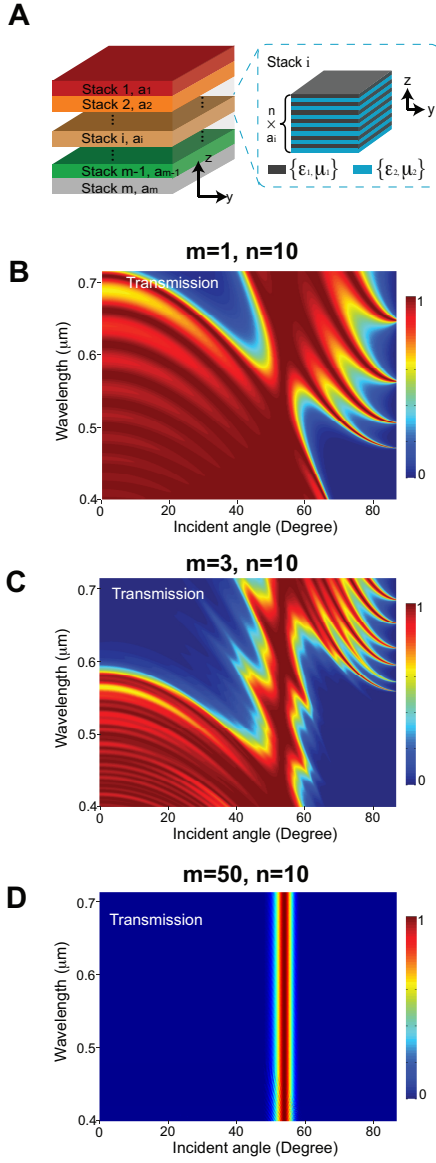 A
Stack 1, a1
Stack 2, a2
Stack i, ai
Stack m-1, am-1
Stack m, am
z
y
Stack i
n
×
ai
z
y
{ε1, μ1}
{ε2, μ2}
B
m=1, n=10
Transmission
Wavelength (μm)
0.7
0.6
0.5
0.4
0 20 40 60 80
Incident angle (Degree)
1
0
C
m=3, n=10
Transmission
Wavelength (μm)
0.7
0.6
0.5
0.4
0 20 40 60 80
Incident angle (Degree)
1
0
D
m=50, n=10
Transmission
Wavelength (μm)
0.7
0.6
0.5
0.4
0 20 40 60 80
Incident angle (Degree)
1
0